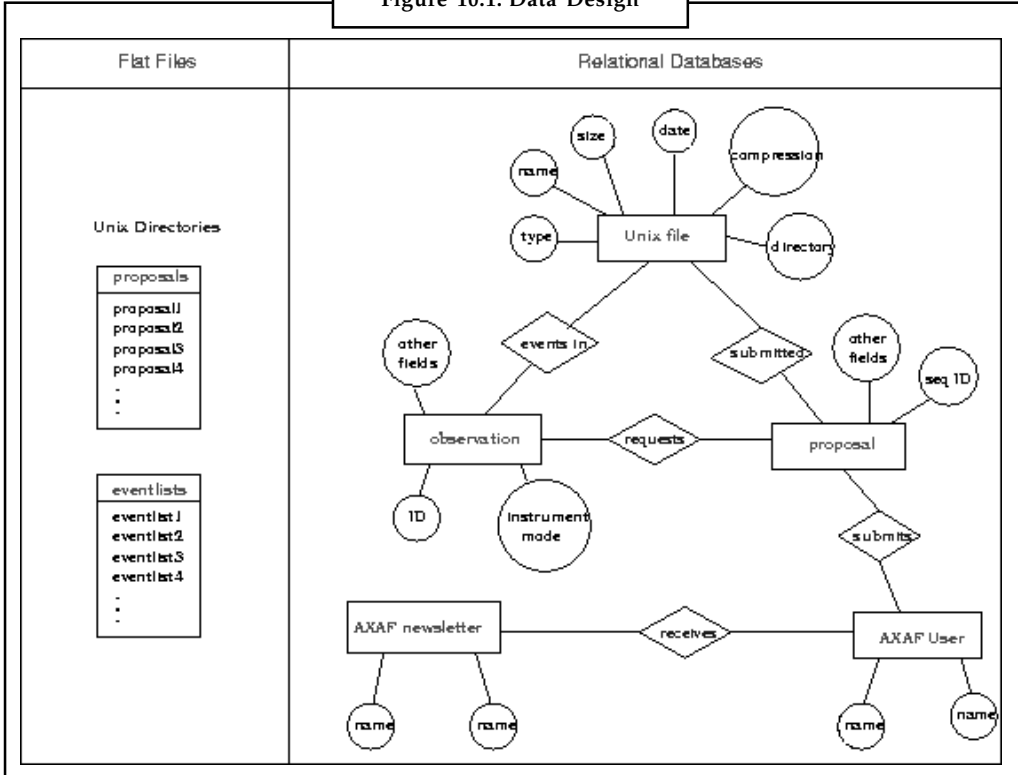 Figure 10.1: Data Design
Flat Files
Relational Databases
Unix Directories
proposals
proposal1
proposal2
proposal3
proposal4
eventlists
eventlist1
eventlist2
eventlist3
eventlist4
size
date
compression
name
type
Unix file
directory
events in
submitted
other
fields
other
fields
seq ID
observation
requests
proposal
ID
instrument
mode
submits
AXAF newsletter
receives
AXAF User
name
name
name
name